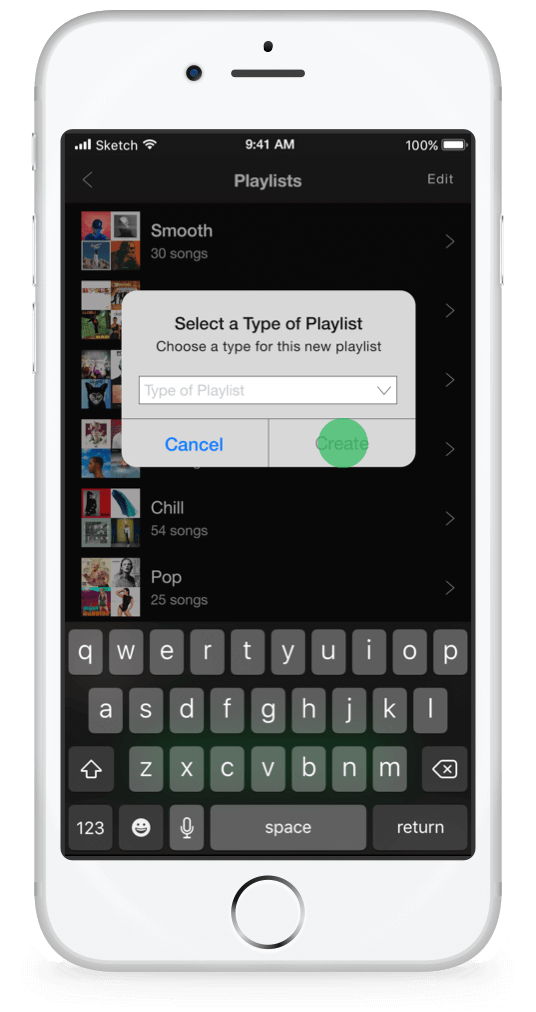 Sketch 9:41 AM 100%
Playlists Edit
Smooth
30 songs
Select a Type of Playlist
Choose a type for this new playlist
Type of Playlist
Cancel Create
Chill
54 songs
Pop
25 songs
q w e r t y u i o p
a s d f g h j k l
z x c v b n m
123 space return